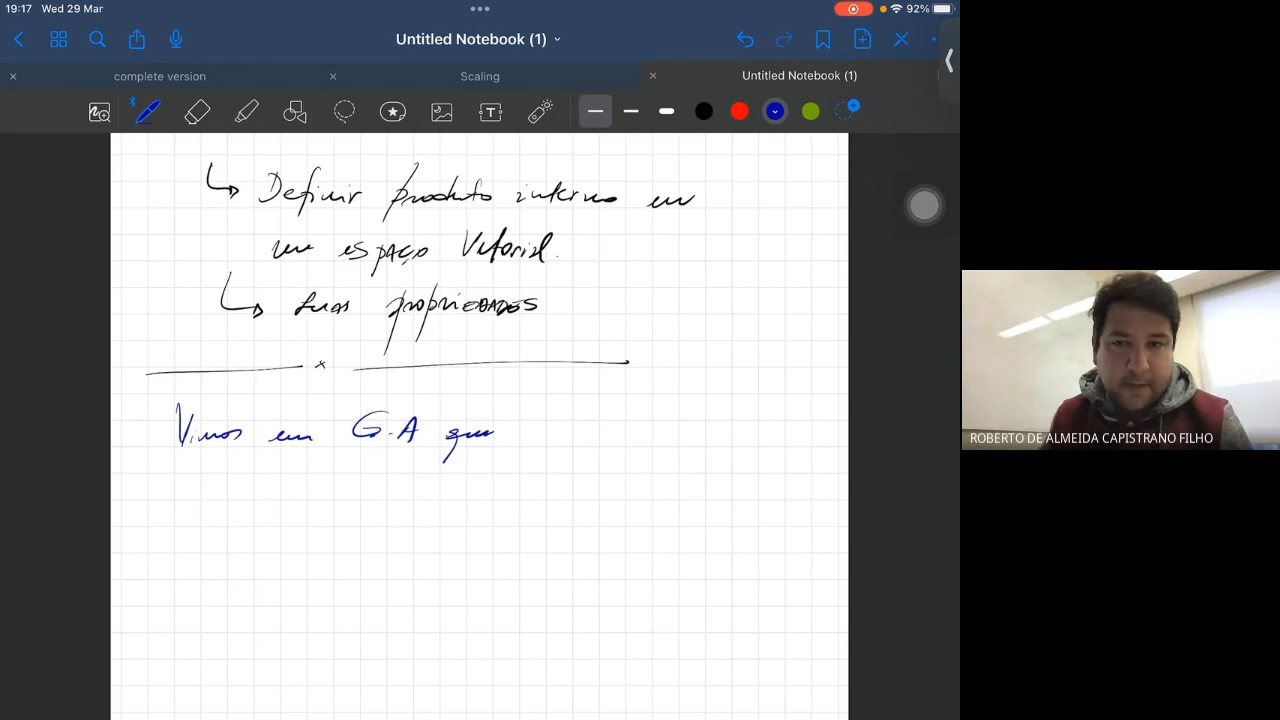 19:17 Wed 29 Mar
92%
Untitled Notebook (1)
complete version
Scaling
Untitled Notebook (1)
T
↳ Definir produto interno em
um espaço Vetorial.
↳ suas propriedades
x
Vimos em G.A que
ROBERTO DE ALMEIDA CAPISTRANO FILHO